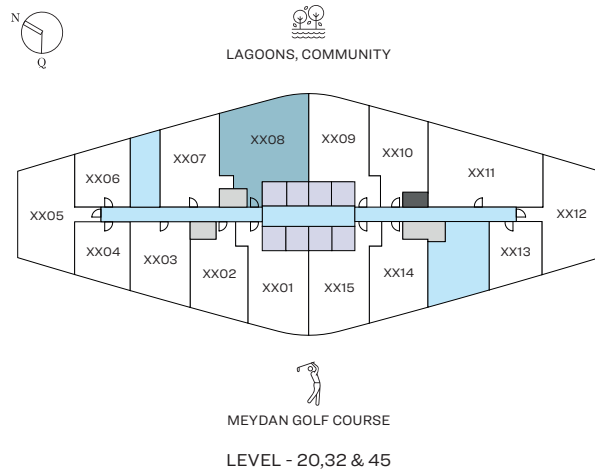 N
Q
LAGOONS, COMMUNITY
XX08
XX09
XX07
XX10
XX06
XX11
XX05
XX12
XX04
XX03
XX02
XX01
XX15
XX14
XX13
MEYDAN GOLF COURSE
LEVEL - 20,32 & 45